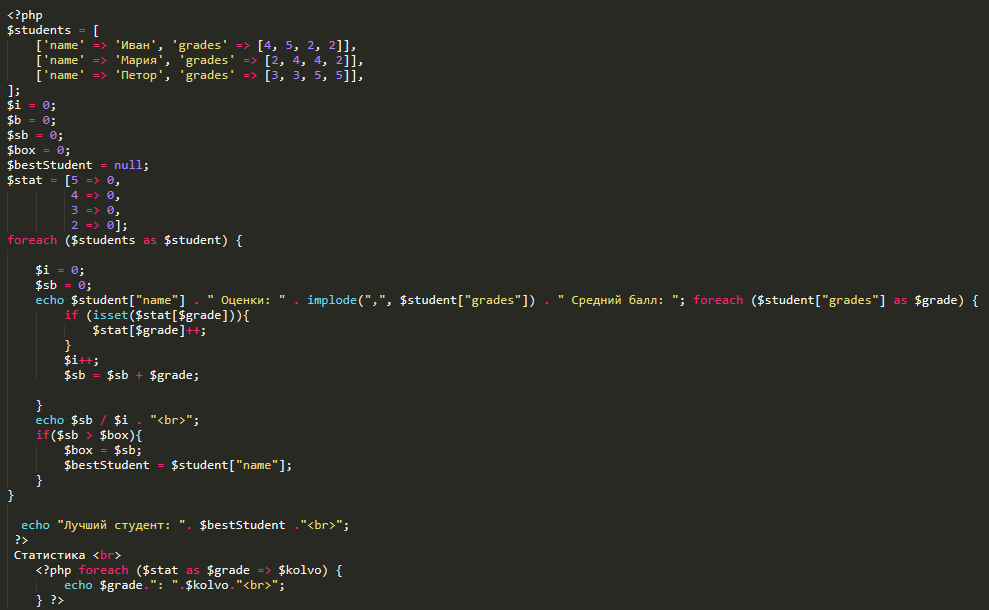 <?php
$students = [
    ['name' => 'Иван', 'grades' => [4, 5, 2, 2]],
    ['name' => 'Мария', 'grades' => [2, 4, 4, 2]],
    ['name' => 'Петор', 'grades' => [3, 3, 5, 5]],
];
$i = 0;
$b = 0;
$sb = 0;
$box = 0;
$bestStudent = null;
$stat = [5 => 0,
         4 => 0,
         3 => 0,
         2 => 0];
foreach ($students as $student) {

    $i = 0;
    $sb = 0;
    echo $student["name"] . " Оценки: " . implode(",", $student["grades"]) . " Средний балл: "; foreach ($student["grades"] as $grade) {
        if (isset($stat[$grade])){
            $stat[$grade]++;
        }
        $i++;
        $sb = $sb + $grade;

    }
    echo $sb / $i . "<br>";
    if($sb > $box){
        $box = $sb;
        $bestStudent = $student["name"];
    }
}

  echo "Лучший студент: ". $bestStudent ."<br>";
 ?>
 Статистика <br>
    <?php foreach ($stat as $grade => $kolvo) {
        echo $grade.": ".$kolvo."<br>";
    } ?>